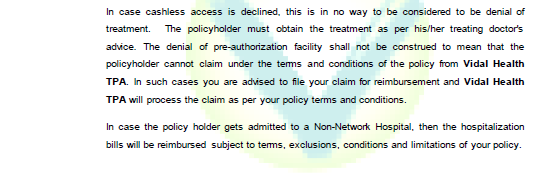 In case cashless access is declined, this is in no way to be considered to be denial of
treatment. The policyholder must obtain the treatment as per his/her treating doctor's
advice. The denial of pre-authorization facility shall not be construed to mean that the
policyholder cannot claim under the terms and conditions of the policy from Vidal Health
TPA. In such cases you are advised to file your claim for reimbursement and Vidal Health
TPA will process the claim as per your policy terms and conditions.
In case the policy holder gets admitted to a Non-Network Hospital, then the hospitalization
bills will be reimbursed subject to terms, exclusions, conditions and limitations of your policy.